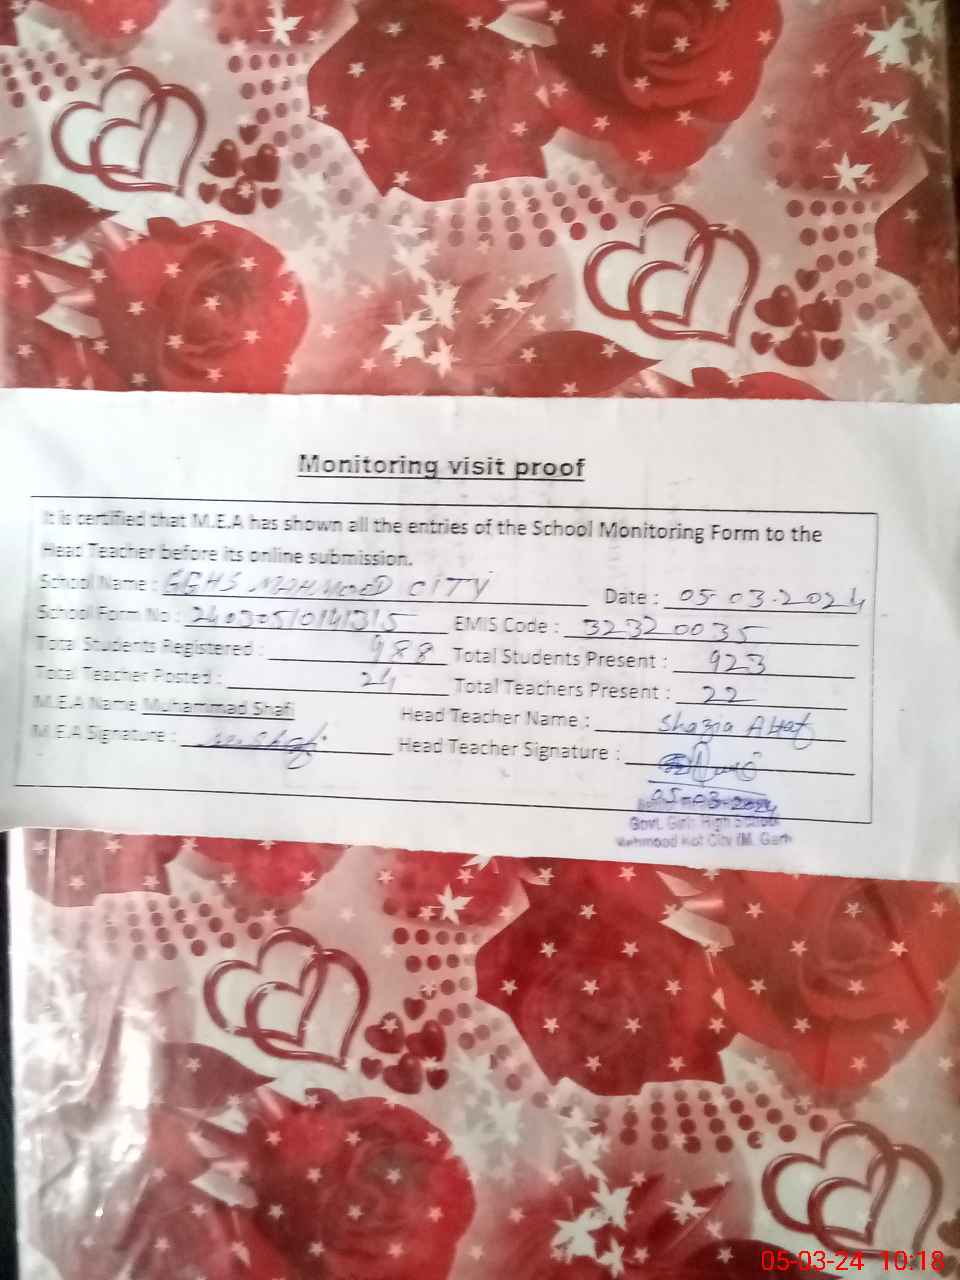 Monitoring visit proof
It is certified that M.E.A has shown all the entries of the School Monitoring Form to the
Head Teacher before its online submission.
School Name : GGHS MAHMOOD CITY Date : 05-03-2024
School Form No : EMIS Code : 32320035
Total Students Registered : 988 Total Students Present : 923
Total Teacher Posted : 24 Total Teachers Present : 22
M.E.A Name Muhammad Shafi Head Teacher Name : Shazia Altaf
M.E.A Signature : Head Teacher Signature :
05-03-2024
Govt. Girls High School
Mehmood Kot City (M. Garh
05-03-24 10:18